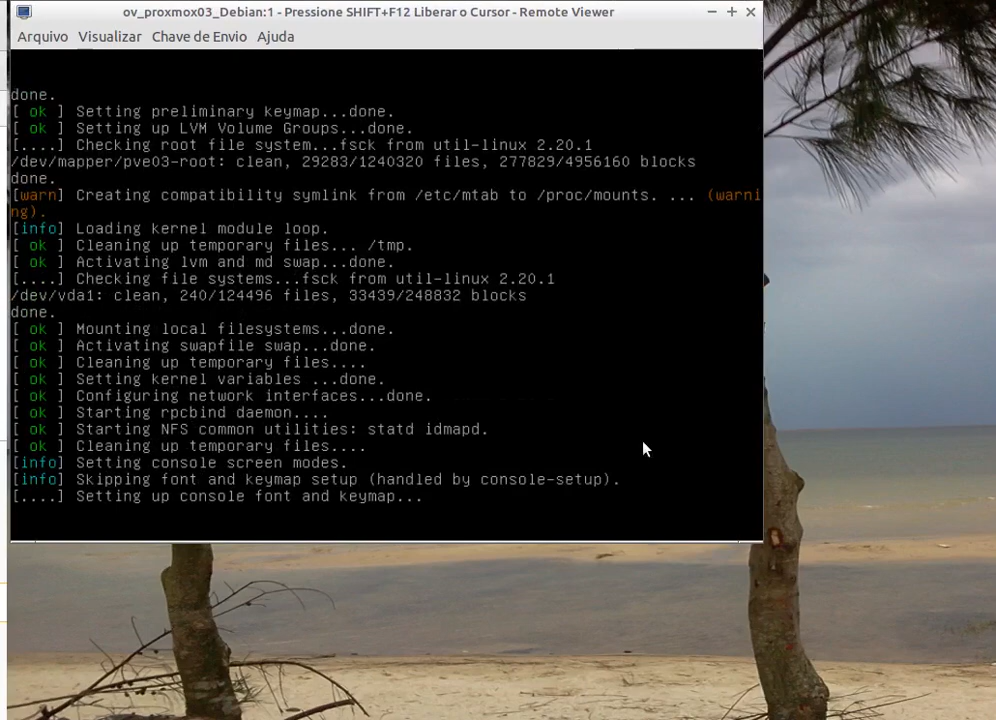 ov_proxmox03_Debian:1 - Pressione SHIFT+F12 Liberar o Cursor - Remote Viewer
Arquivo Visualizar Chave de Envio Ajuda
done.
[ ok ] Setting preliminary keymap...done.
[ ok ] Setting up LVM Volume Groups...done.
[....] Checking root file system...fsck from util-linux 2.20.1
/dev/mapper/pve03-root: clean, 29283/1240320 files, 277829/4956160 blocks
done.
[warn] Creating compatibility symlink from /etc/mtab to /proc/mounts. ... (warni
ng).
[info] Loading kernel module loop.
[ ok ] Cleaning up temporary files... /tmp.
[ ok ] Activating lvm and md swap...done.
[....] Checking file systems...fsck from util-linux 2.20.1
/dev/vda1: clean, 240/124496 files, 33439/248832 blocks
done.
[ ok ] Mounting local filesystems...done.
[ ok ] Activating swapfile swap...done.
[ ok ] Cleaning up temporary files....
[ ok ] Setting kernel variables ...done.
[ ok ] Configuring network interfaces...done.
[ ok ] Starting rpcbind daemon....
[ ok ] Starting NFS common utilities: statd idmapd.
[ ok ] Cleaning up temporary files....
[info] Setting console screen modes.
[info] Skipping font and keymap setup (handled by console-setup).
[....] Setting up console font and keymap...